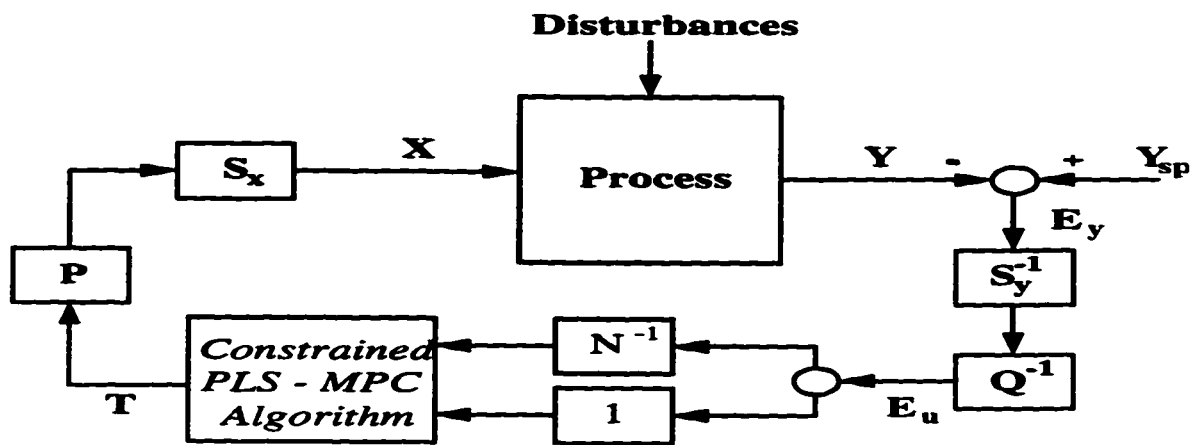 Disturbances
S_x
X
Process
Y
-
+
Y_sp
E_y
S_y^-1
P
Constrained
PLS - MPC
Algorithm
N^-1
1
E_u
Q^-1
T